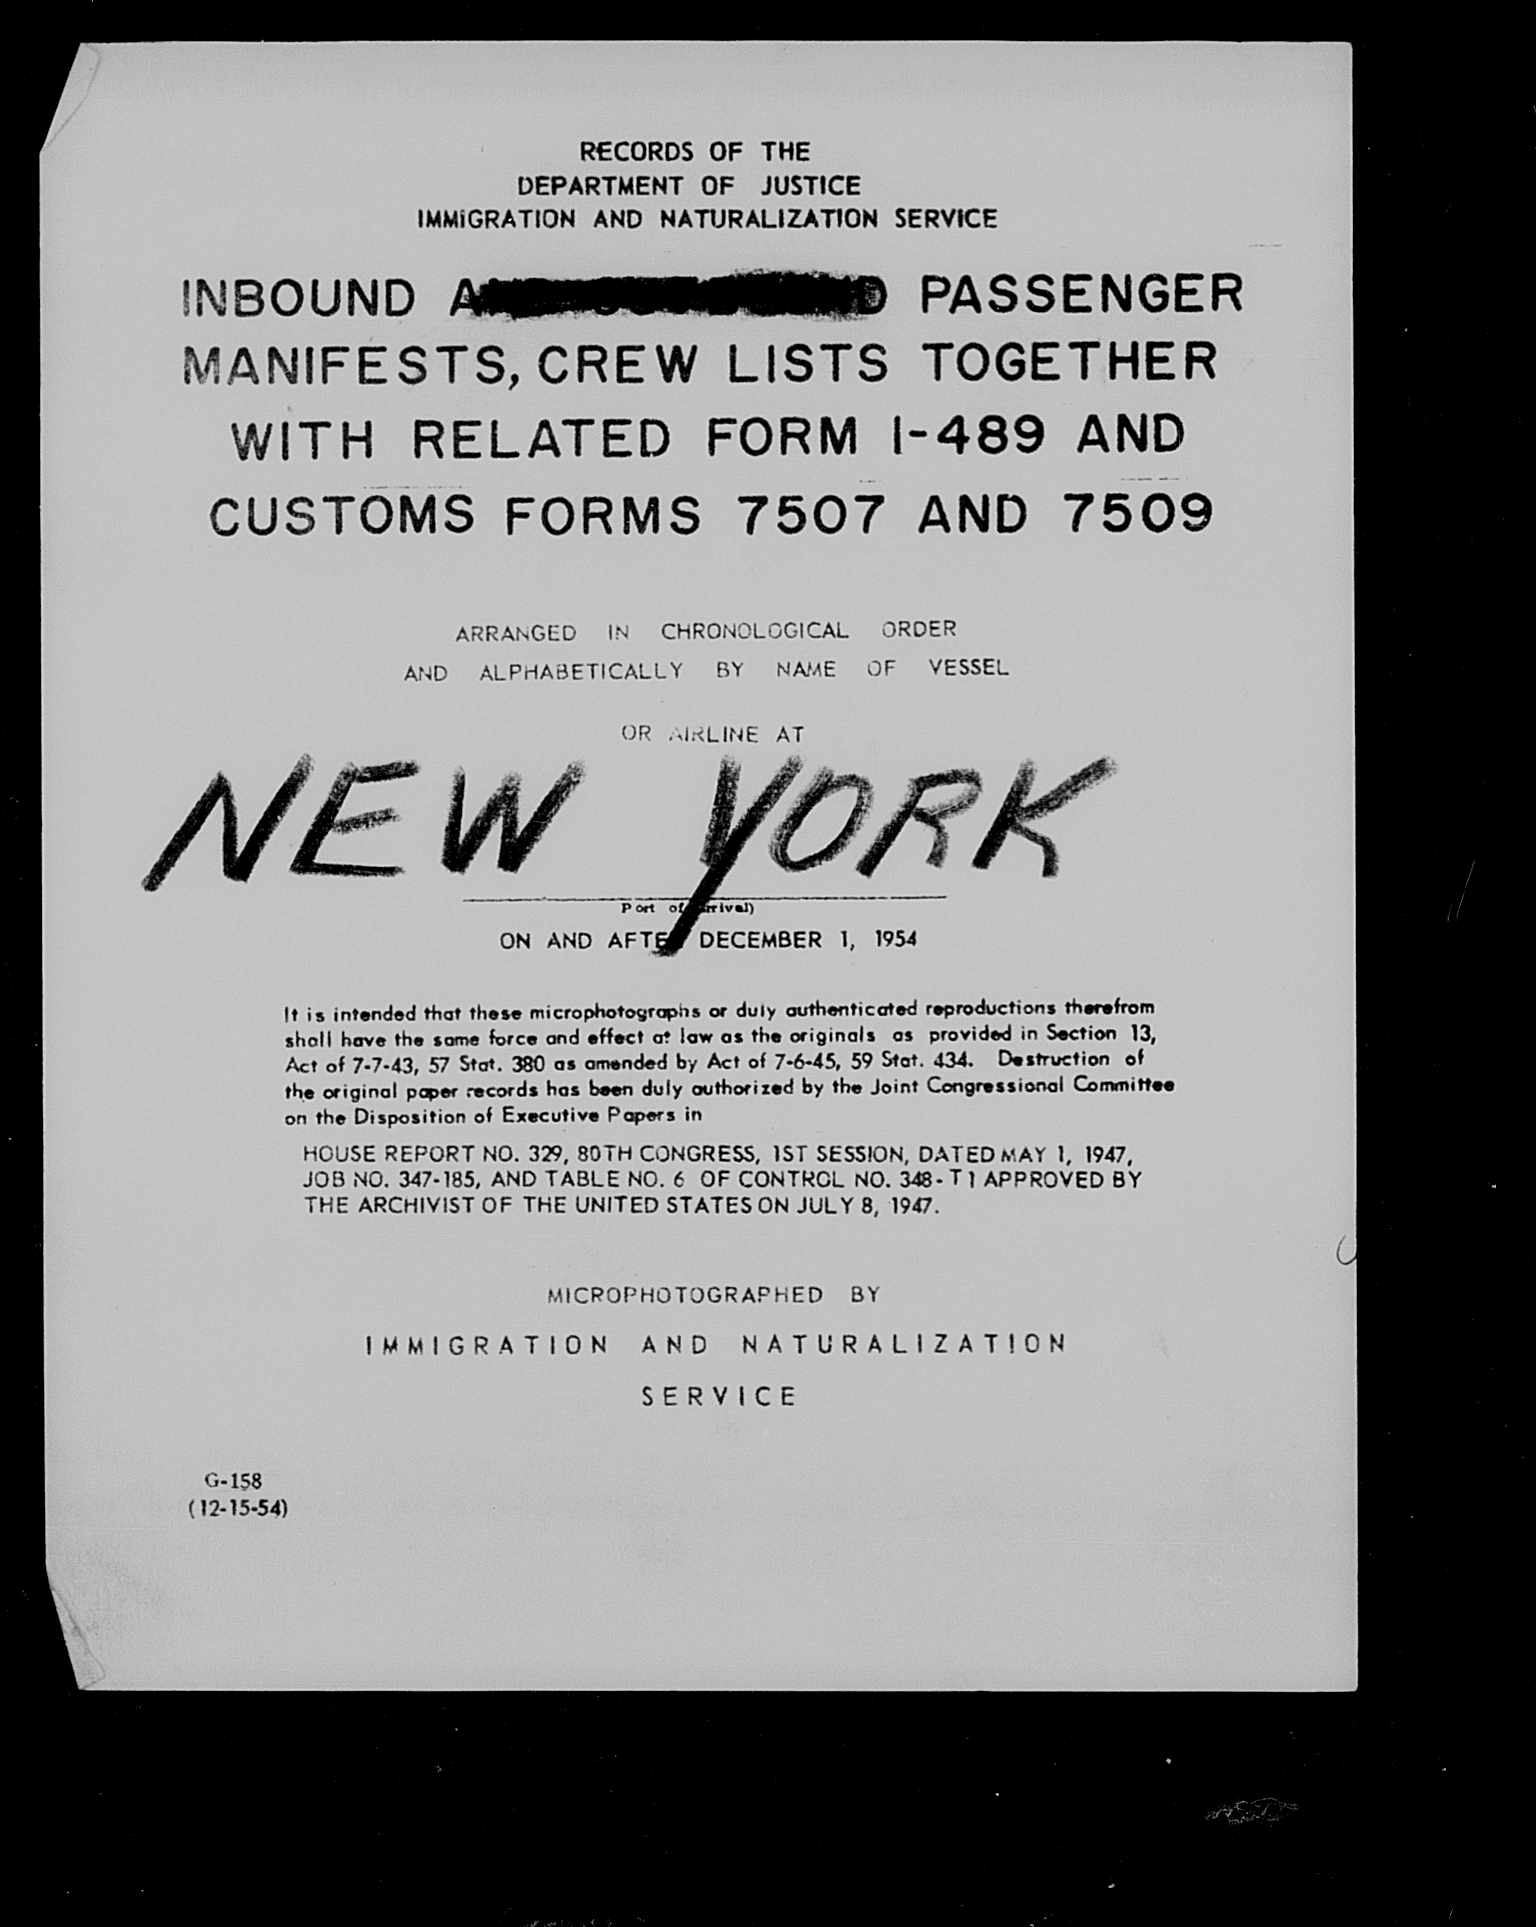 RECORDS OF THE
DEPARTMENT OF JUSTICE
IMMIGRATION AND NATURALIZATION SERVICE
INBOUND PASSENGER
MANIFESTS, CREW LISTS TOGETHER
WITH RELATED FORM I-489 AND
CUSTOMS FORMS 7507 AND 7509
ARRANGED IN CHRONOLOGICAL ORDER
AND ALPHABETICALLY BY NAME OF VESSEL
OR AIRLINE AT
NEW YORK
Port of Arrival)
ON AND AFTER DECEMBER 1, 1954
It is intended that these microphotographs or duly authenticated reproductions therefrom
shall have the same force and effect at law as the originals as provided in Section 13,
Act of 7-7-43, 57 Stat. 380 as amended by Act of 7-6-45, 59 Stat. 434. Destruction of
the original paper records has been duly authorized by the Joint Congressional Committee
on the Disposition of Executive Papers in
HOUSE REPORT NO. 329, 80TH CONGRESS, 1ST SESSION, DATED MAY 1, 1947,
JOB NO. 347-185, AND TABLE NO. 6 OF CONTROL NO. 348-T1 APPROVED BY
THE ARCHIVIST OF THE UNITED STATES ON JULY 8, 1947.
MICROPHOTOGRAPHED BY
IMMIGRATION AND NATURALIZATION
SERVICE
G-158
(12-15-54)